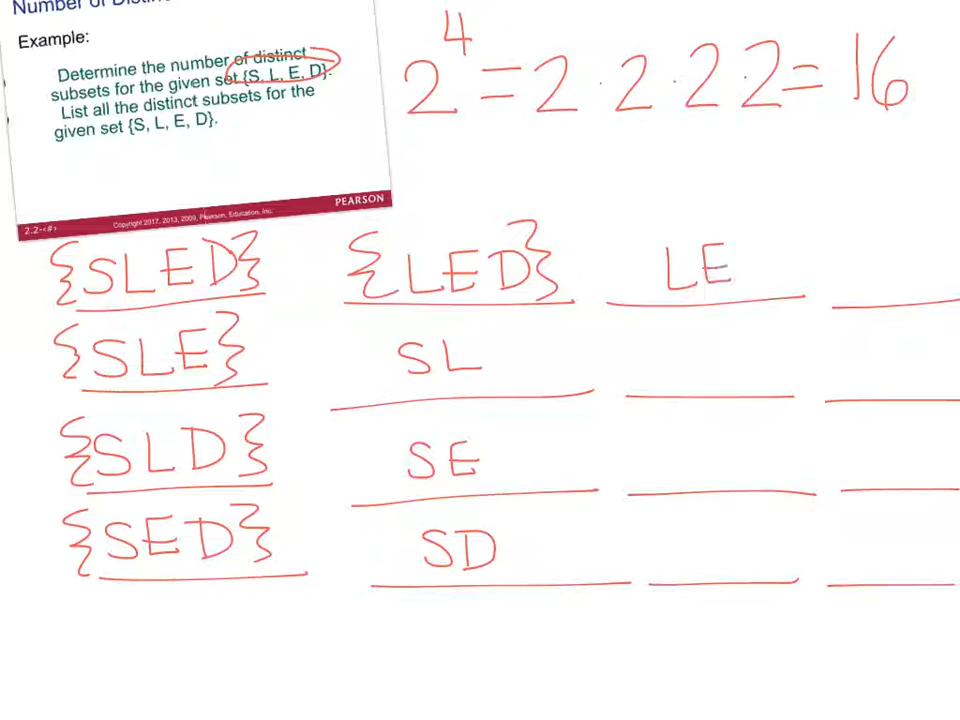 Number of Distin
Example:
Determine the number of distinct
subsets for the given set {S, L, E, D}.
List all the distinct subsets for the
given set {S, L, E, D}.
PEARSON
2.2-<#>
Copyright 2017, 2013, 2009, Pearson, Education, Inc.
2^4 = 2 · 2 · 2 · 2 = 16
{SLED} {LED} LE
{SLE} SL
{SLD} SE
{SED} SD